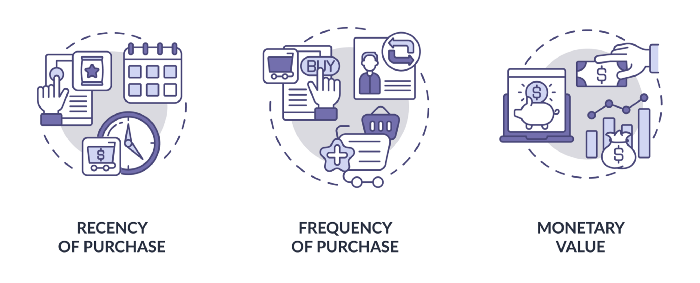 BUY
$
$
$
$
RECENCY
OF PURCHASE
FREQUENCY
OF PURCHASE
MONETARY
VALUE